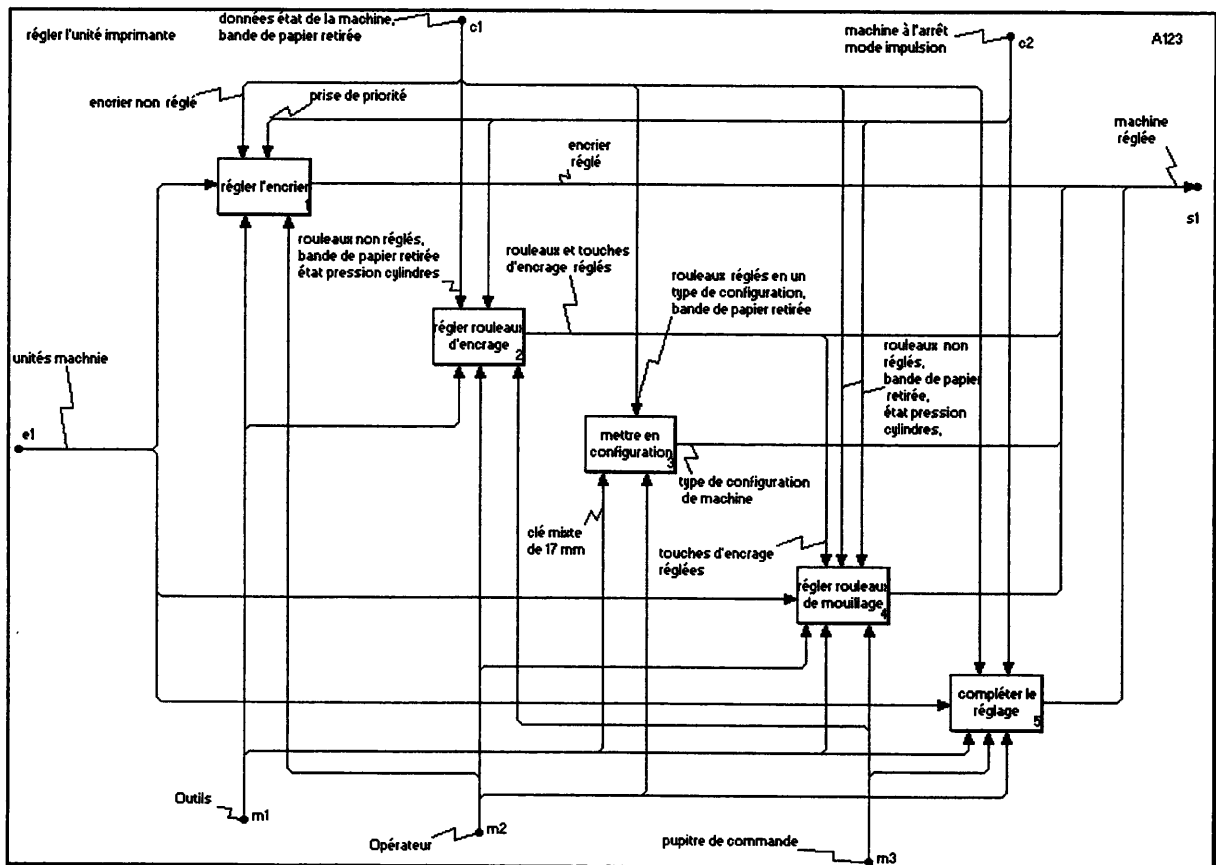 données état de la machine,
bande de papier retirée
c1
régler l'unité imprimante
machine à l'arrêt
mode impulsion
c2
A123
encrier non réglé
prise de priorité
encrier
réglé
machine
réglée
régler l'encrier
1
s1
rouleaux non réglés,
bande de papier retirée
état pression cylindres
rouleaux et touches
d'encrage réglés
rouleaux réglés en un
type de configuration,
bande de papier retirée
régler rouleaux
d'encrage
2
rouleaux non
réglés,
bande de papier
retirée,
état pression
cylindres,
unités machnie
e1
mettre en
configuration
3
type de configuration
de machine
clé mixte
de 17 mm
touches d'encrage
réglées
régler rouleaux
de mouillage
4
compléter le
réglage
5
Outils
m1
Opérateur
m2
pupitre de commande
m3